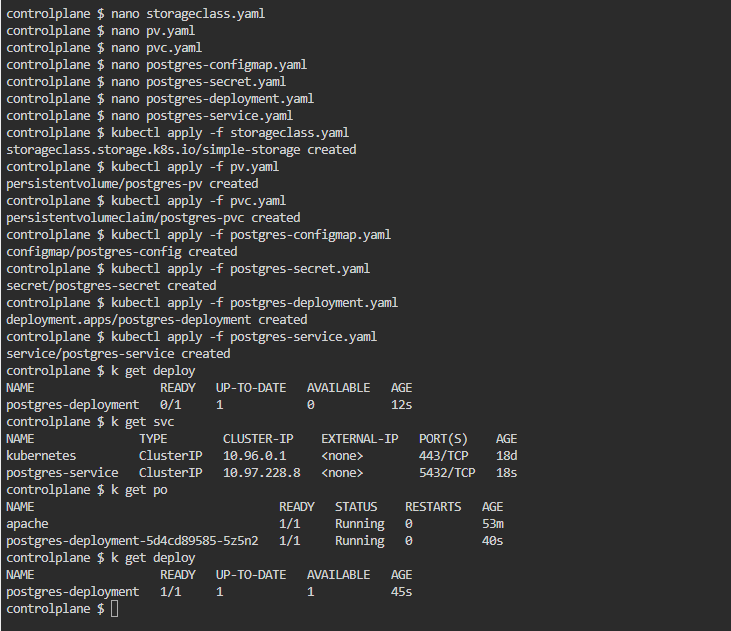 controlplane $ nano storageclass.yaml
controlplane $ nano pv.yaml
controlplane $ nano pvc.yaml
controlplane $ nano postgres-configmap.yaml
controlplane $ nano postgres-secret.yaml
controlplane $ nano postgres-deployment.yaml
controlplane $ nano postgres-service.yaml
controlplane $ kubectl apply -f storageclass.yaml
storageclass.storage.k8s.io/simple-storage created
controlplane $ kubectl apply -f pv.yaml
persistentvolume/postgres-pv created
controlplane $ kubectl apply -f pvc.yaml
persistentvolumeclaim/postgres-pvc created
controlplane $ kubectl apply -f postgres-configmap.yaml
configmap/postgres-config created
controlplane $ kubectl apply -f postgres-secret.yaml
secret/postgres-secret created
controlplane $ kubectl apply -f postgres-deployment.yaml
deployment.apps/postgres-deployment created
controlplane $ kubectl apply -f postgres-service.yaml
service/postgres-service created
controlplane $ k get deploy
NAME                  READY   UP-TO-DATE   AVAILABLE   AGE
postgres-deployment   0/1     1            0           12s
controlplane $ k get svc
NAME               TYPE        CLUSTER-IP    EXTERNAL-IP   PORT(S)    AGE
kubernetes         ClusterIP   10.96.0.1     <none>        443/TCP    18d
postgres-service   ClusterIP   10.97.228.8   <none>        5432/TCP   18s
controlplane $ k get po
NAME                                   READY   STATUS    RESTARTS   AGE
apache                                 1/1     Running   0          53m
postgres-deployment-5d4cd89585-5z5n2   1/1     Running   0          40s
controlplane $ k get deploy
NAME                  READY   UP-TO-DATE   AVAILABLE   AGE
postgres-deployment   1/1     1            1           45s
controlplane $